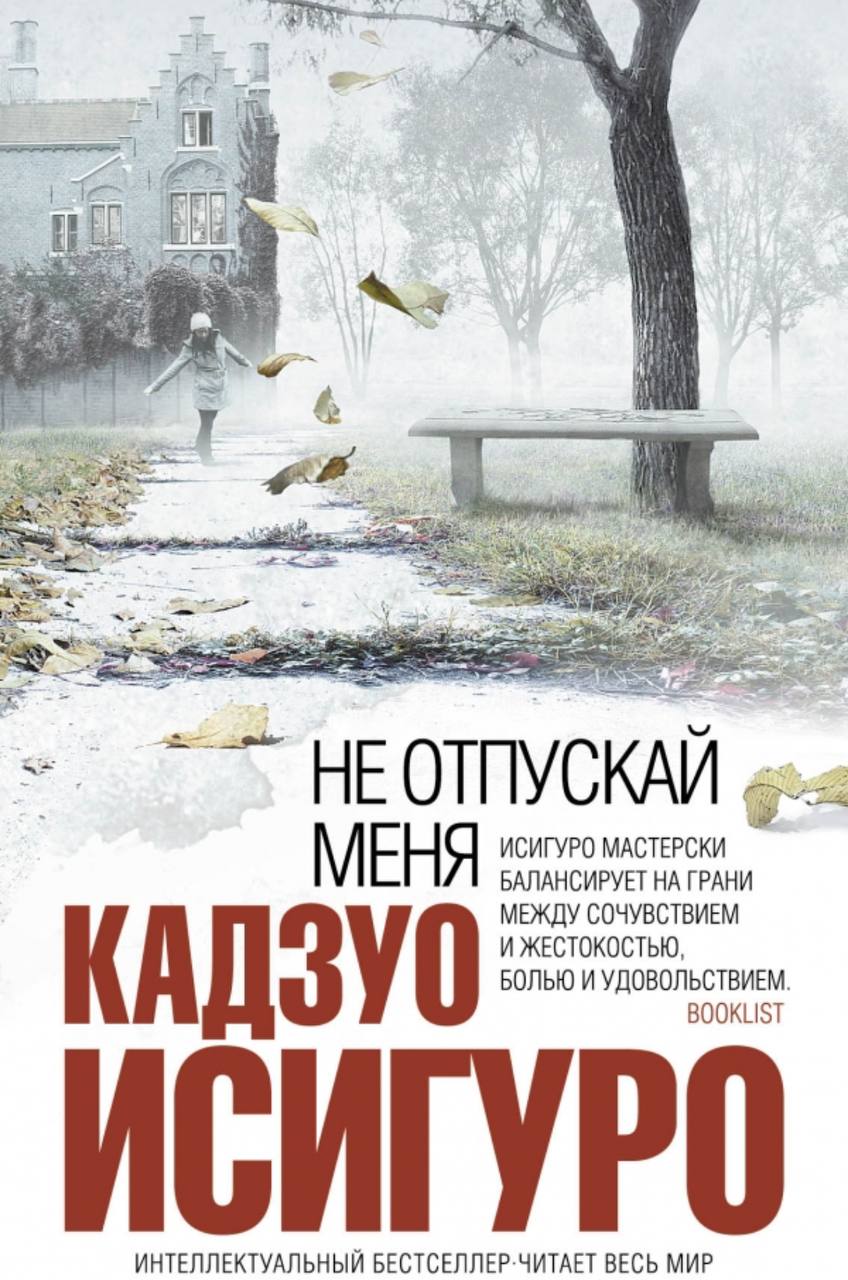 НЕ ОТПУСКАЙ
МЕНЯ
ИСИГУРО МАСТЕРСКИ
БАЛАНСИРУЕТ НА ГРАНИ
МЕЖДУ СОЧУВСТВИЕМ
И ЖЕСТОКОСТЬЮ,
БОЛЬЮ И УДОВОЛЬСТВИЕМ.
BOOKLIST
КАДЗУО
ИСИГУРО
ИНТЕЛЛЕКТУАЛЬНЫЙ БЕСТСЕЛЛЕР·ЧИТАЕТ ВЕСЬ МИР